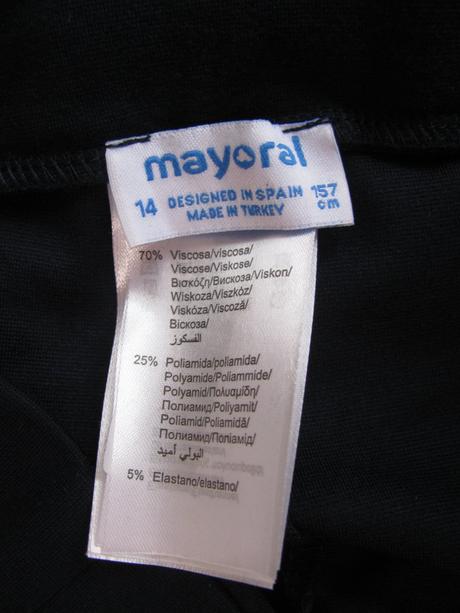 mayoral
14 DESIGNED IN SPAIN 157
MADE IN TURKEY cm
70% Viscosa/viscosa/
Viscose/Viskose/
Βισκόζη/Вискоза/Viskon/
Wiskoza/Viszkóz/
Viskóza/Viscoză/
Віскоза/
الفسكوز
25% Poliamida/poliamida/
Polyamide/Poliammide/
Polyamid/Πολυαμίδη/
Полиамид/Polyamit/
Poliamid/Poliamidă/
Полиамид/Поліамід/
البولي أميد
5% Elastano/elastano/